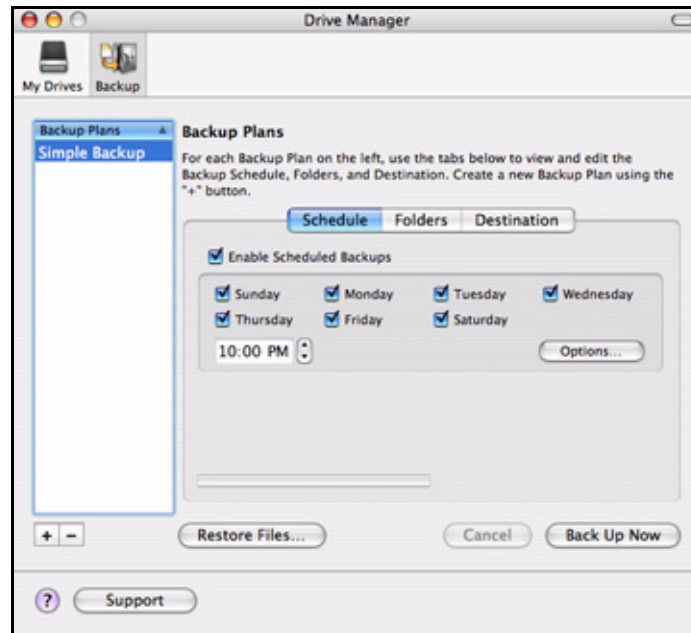 Drive Manager
My Drives Backup
Backup Plans
Simple Backup
Backup Plans
For each Backup Plan on the left, use the tabs below to view and edit the
Backup Schedule, Folders, and Destination. Create a new Backup Plan using the
"+" button.
Schedule Folders Destination
Enable Scheduled Backups
Sunday Monday Tuesday Wednesday
Thursday Friday Saturday
10:00 PM Options...
+ - Restore Files... Cancel Back Up Now
? Support